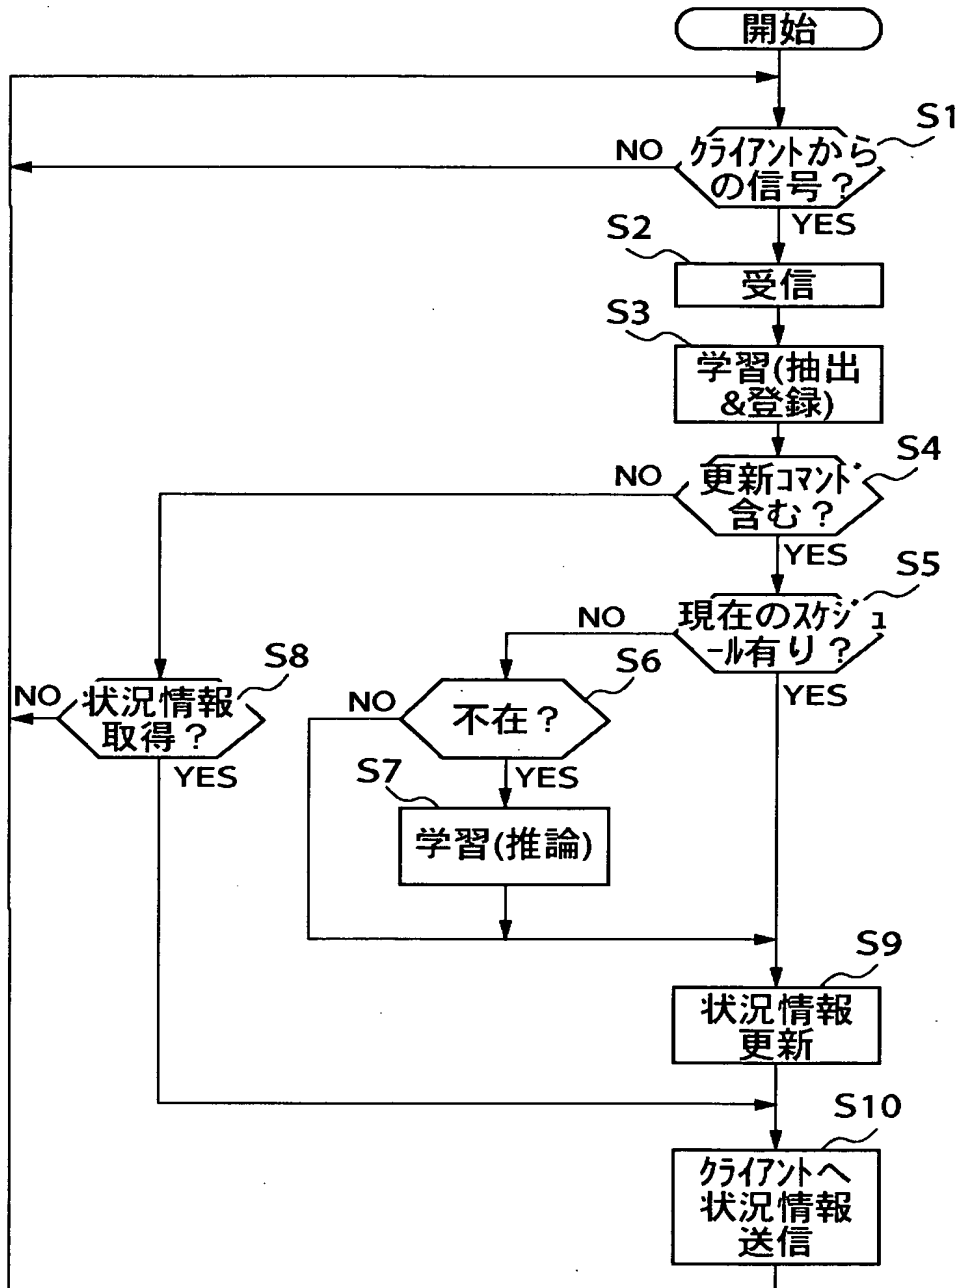 開始
S1
NO
クライアントから
の信号？
YES
S2
受信
S3
学習(抽出
&登録)
S4
NO
更新コマンド
含む？
YES
S5
NO
現在のスケジュ
ール有り？
YES
S8
NO
状況情報
取得？
YES
S6
NO
不在？
YES
S7
学習(推論)
S9
状況情報
更新
S10
クライアントへ
状況情報
送信